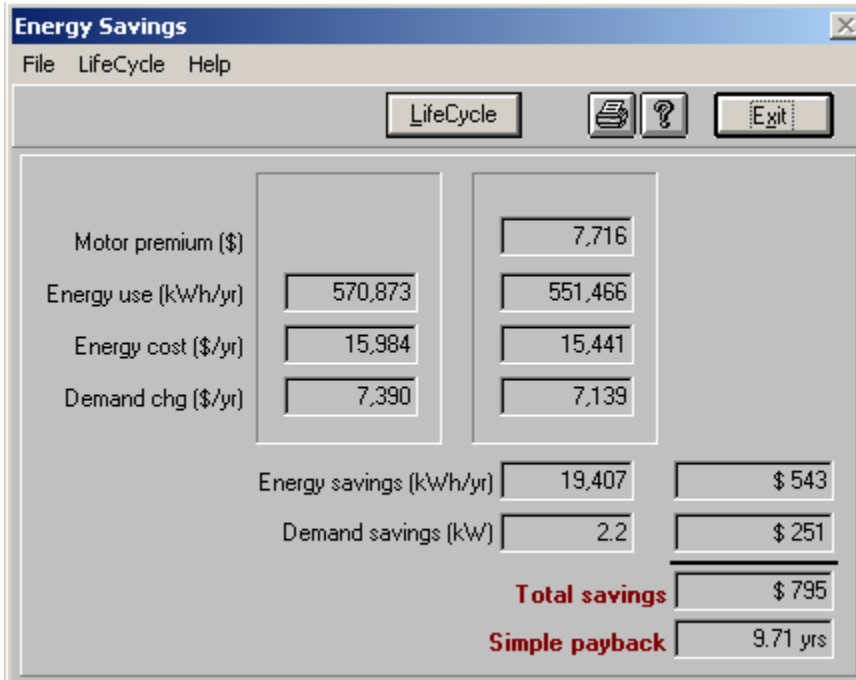 Energy Savings
File LifeCycle Help
LifeCycle ? Exit
Motor premium ($) 7,716
Energy use (kWh/yr) 570,873 551,466
Energy cost ($/yr) 15,984 15,441
Demand chg ($/yr) 7,390 7,139
Energy savings (kWh/yr) 19,407 $ 543
Demand savings (kW) 2.2 $ 251
Total savings $ 795
Simple payback 9.71 yrs